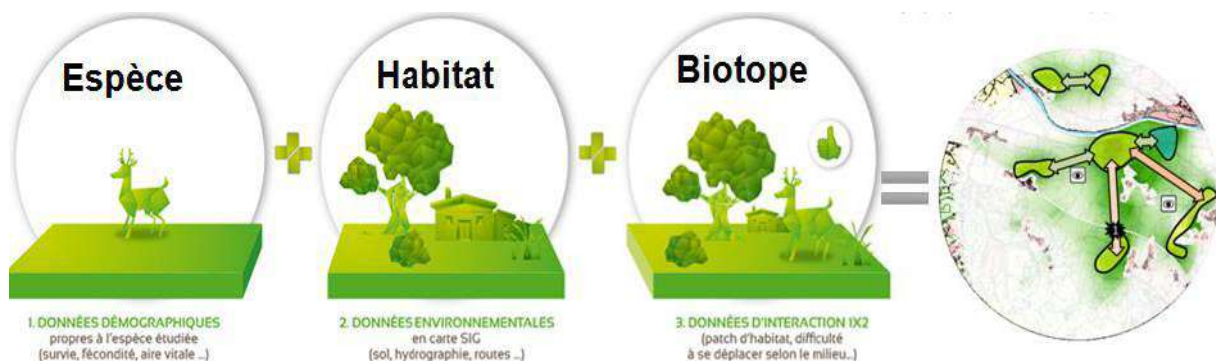 Espèce
Habitat
Biotope
1. DONNÉES DÉMOGRAPHIQUES
propres à l'espèce étudiée
(survie, fécondité, aire vitale ...)
2. DONNÉES ENVIRONNEMENTALES
en carte SIG
(sol, hydrographie, routes ...)
3. DONNÉES D'INTERACTION 1X2
(patch d'habitat, difficulté
à se déplacer selon le milieu...)